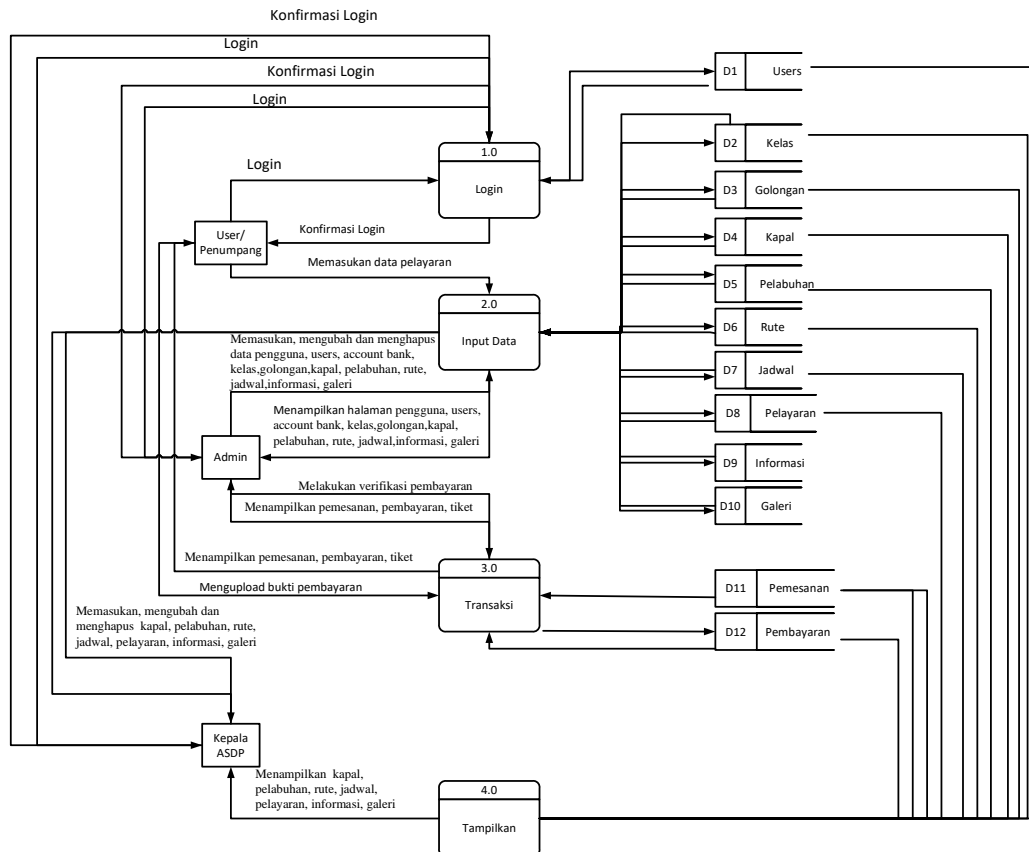 Konfirmasi Login
Login
Konfirmasi Login
Login
D1 Users
D2 Kelas
1.0
Login
Login
D3 Golongan
User/
Penumpang
Konfirmasi Login
D4 Kapal
Memasukan data pelayaran
D5 Pelabuhan
2.0
Input Data
D6 Rute
Memasukan, mengubah dan menghapus
data pengguna, users, account bank,
kelas,golongan,kapal, pelabuhan, rute,
jadwal,informasi, galeri
D7 Jadwal
Menampilkan halaman pengguna, users,
account bank, kelas,golongan,kapal,
pelabuhan, rute, jadwal,informasi, galeri
D8 Pelayaran
Admin
D9 Informasi
Melakukan verifikasi pembayaran
Menampilkan pemesanan, pembayaran, tiket
D10 Galeri
Menampilkan pemesanan, pembayaran, tiket
3.0
Transaksi
Mengupload bukti pembayaran
D11 Pemesanan
D12 Pembayaran
Memasukan, mengubah dan
menghapus kapal, pelabuhan, rute,
jadwal, pelayaran, informasi, galeri
Kepala
ASDP
Menampilkan kapal,
pelabuhan, rute, jadwal,
pelayaran, informasi, galeri
4.0
Tampilkan